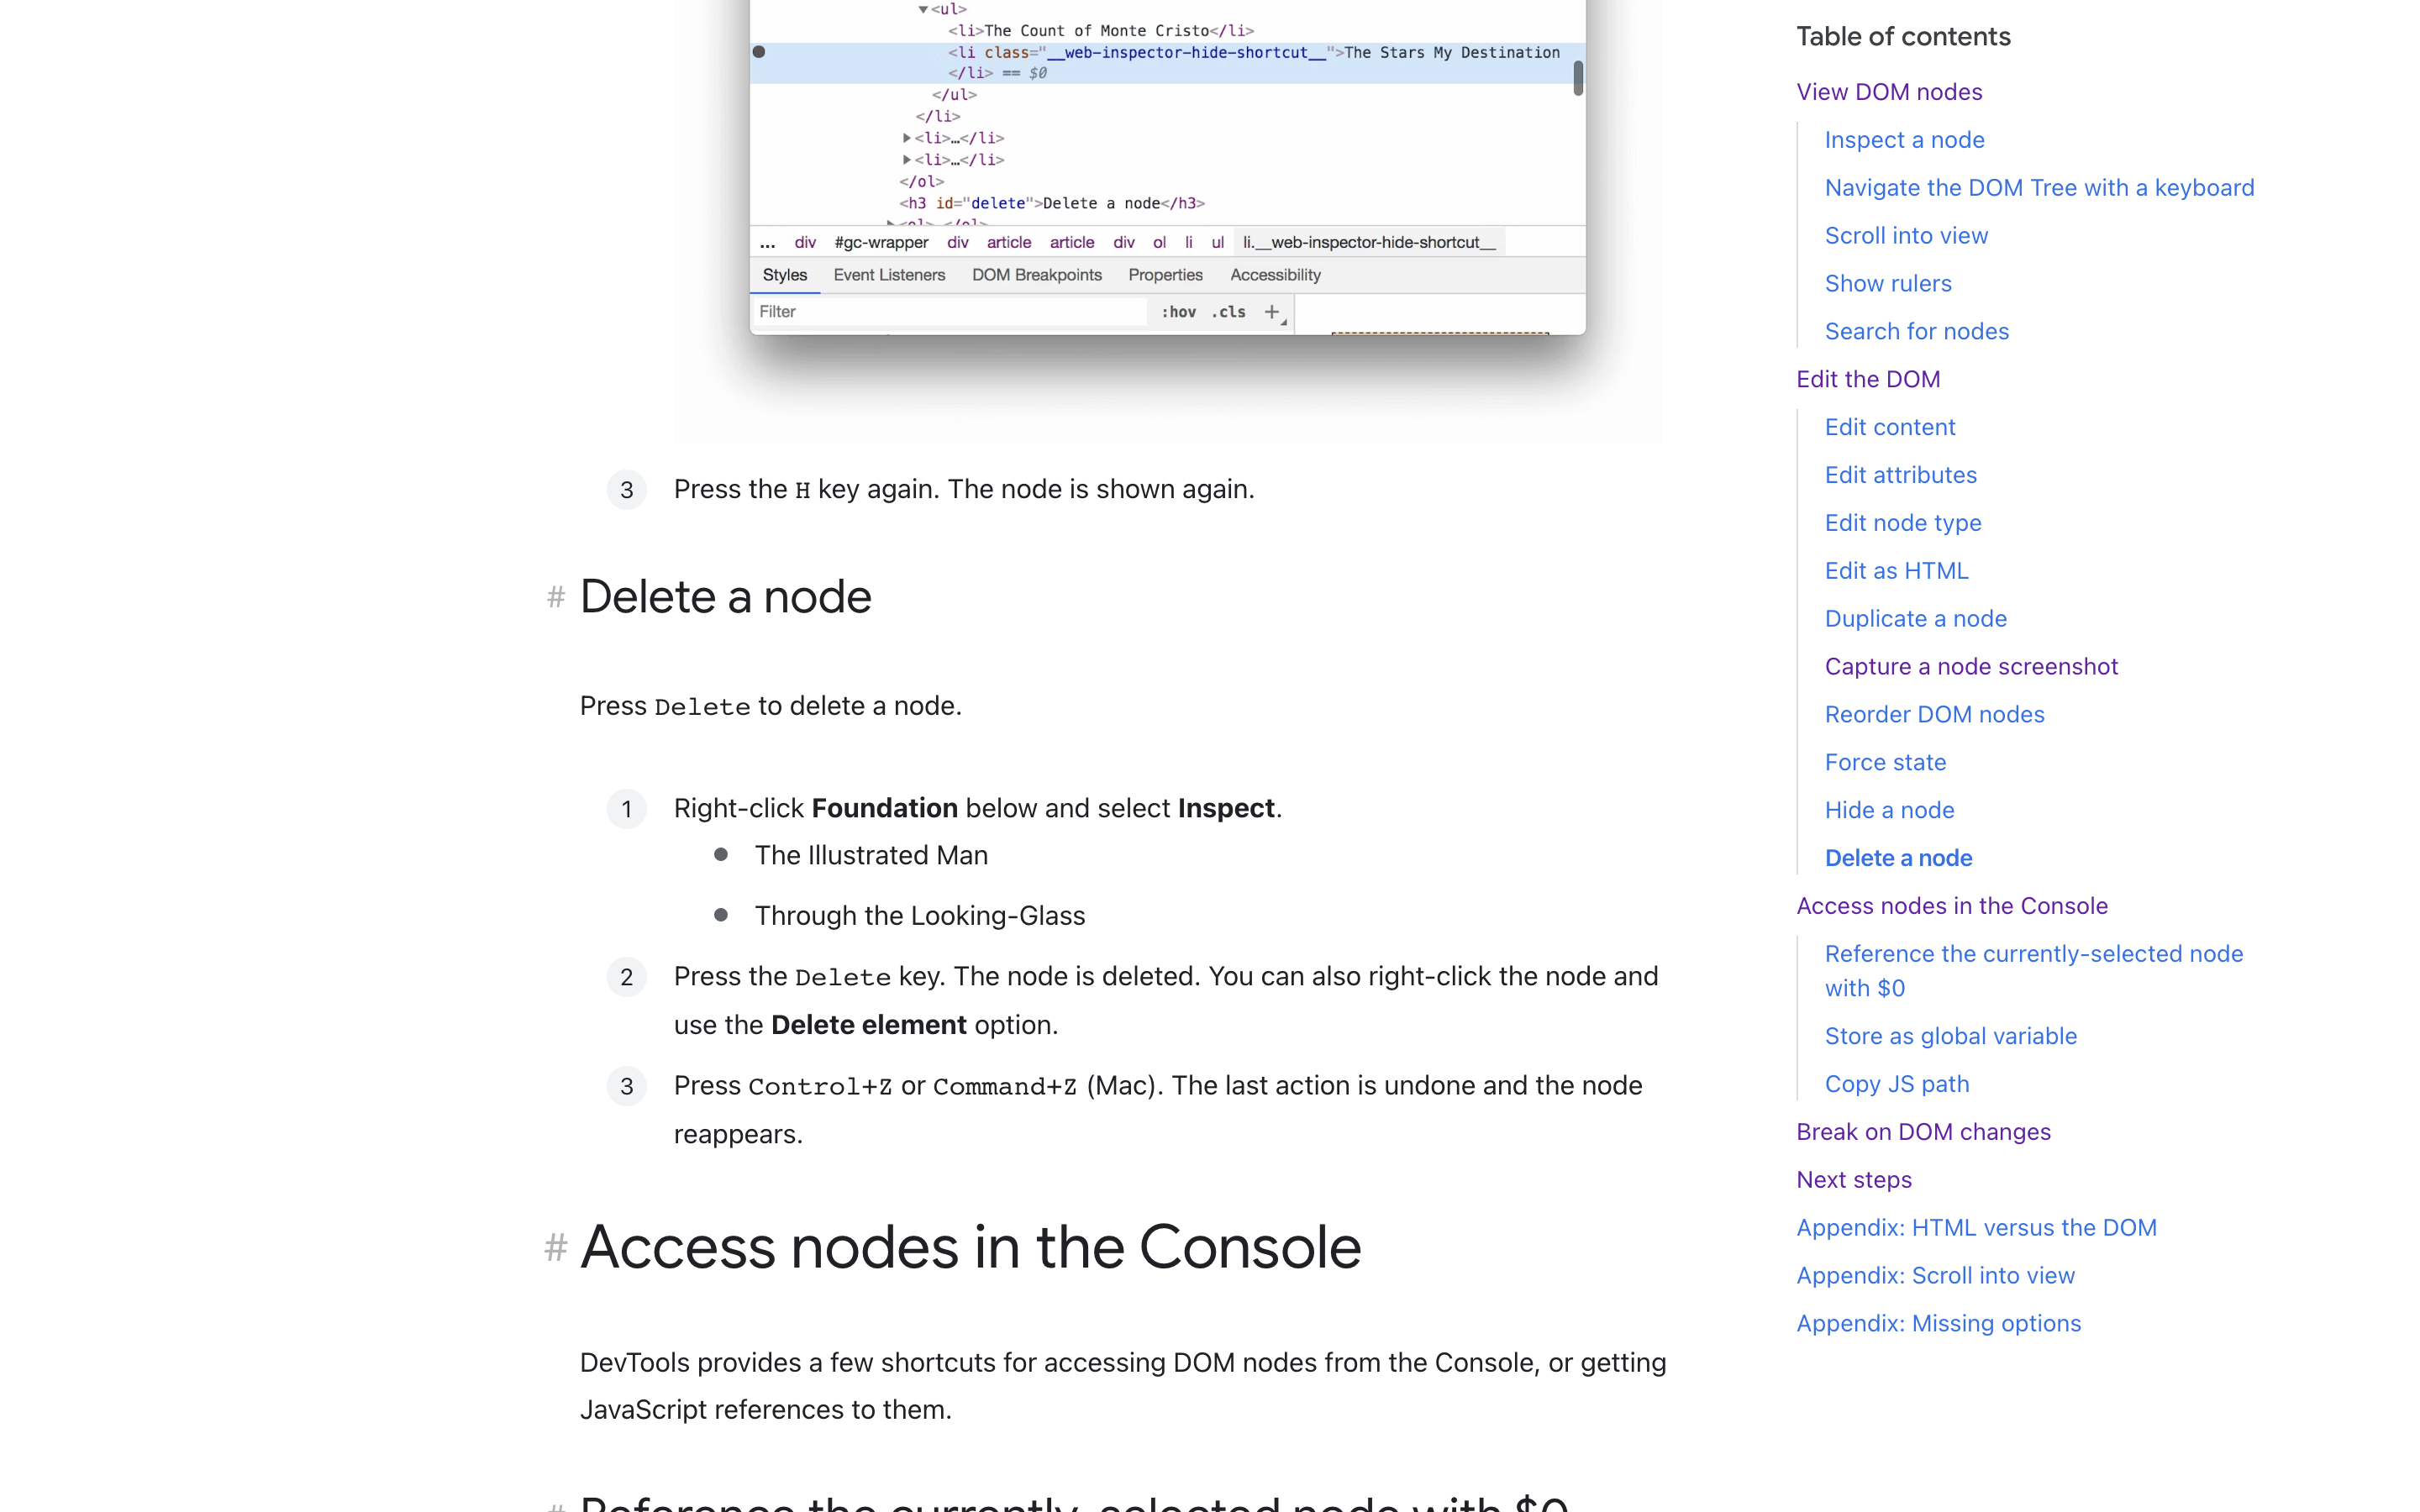 <ul>
<li>The Count of Monte Cristo</li>
<li class="__web-inspector-hide-shortcut__">The Stars My Destination
</li> == $0
</ul>
</li>
<li>…</li>
<li>…</li>
</ol>
<h3 id="delete">Delete a node</h3>
<ol>…</ol>
… div #gc-wrapper div article article div ol li ul li.__web-inspector-hide-shortcut__
Styles Event Listeners DOM Breakpoints Properties Accessibility
Filter :hov .cls +
3 Press the H key again. The node is shown again.
# Delete a node
Press Delete to delete a node.
1 Right-click Foundation below and select Inspect.
The Illustrated Man
Through the Looking-Glass
2 Press the Delete key. The node is deleted. You can also right-click the node and
use the Delete element option.
3 Press Control+Z or Command+Z (Mac). The last action is undone and the node
reappears.
# Access nodes in the Console
DevTools provides a few shortcuts for accessing DOM nodes from the Console, or getting
JavaScript references to them.
# Reference the currently-selected node with $0
Table of contents
View DOM nodes
Inspect a node
Navigate the DOM Tree with a keyboard
Scroll into view
Show rulers
Search for nodes
Edit the DOM
Edit content
Edit attributes
Edit node type
Edit as HTML
Duplicate a node
Capture a node screenshot
Reorder DOM nodes
Force state
Hide a node
Delete a node
Access nodes in the Console
Reference the currently-selected node
with $0
Store as global variable
Copy JS path
Break on DOM changes
Next steps
Appendix: HTML versus the DOM
Appendix: Scroll into view
Appendix: Missing options